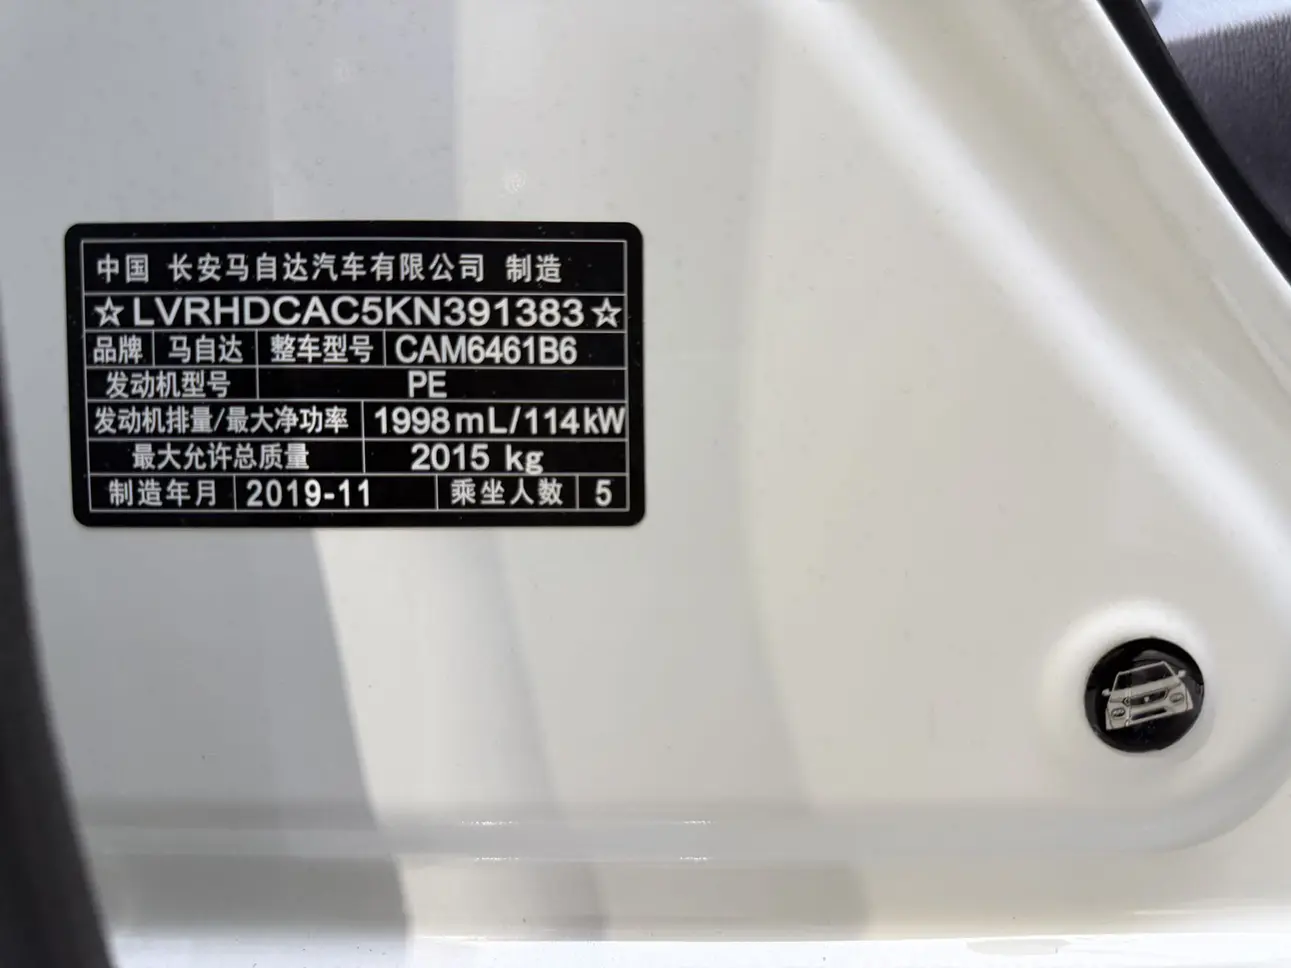 中国 长安马自达汽车有限公司 制造
☆LVRHDCAC5KN391383☆
品牌 马自达 整车型号 CAM6461B6
发动机型号 PE
发动机排量/最大净功率 1998mL/114kW
最大允许总质量 2015 kg
制造年月 2019-11 乘坐人数 5